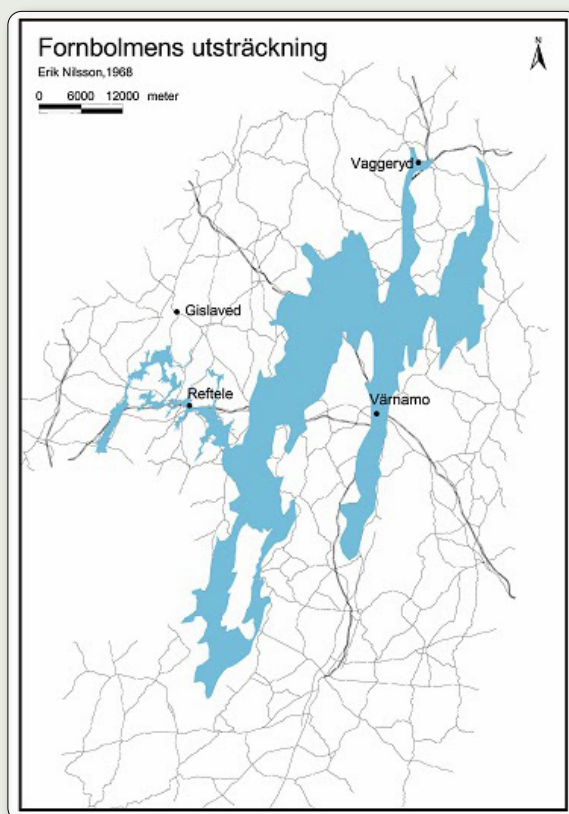 Fornbolmens utsträckning
Erik Nilsson,1968
N
0 6000 12000 meter
Vaggeryd
Gislaved
Reftele
Värnamo